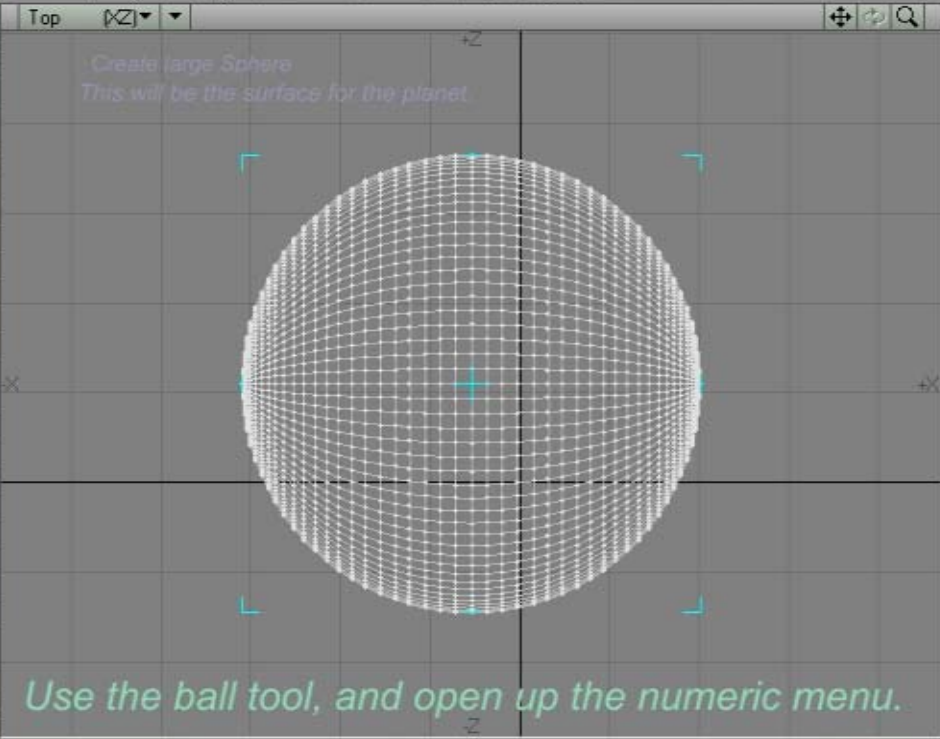 Top (XZ)
+Z
Create large Sphere
This will be the surface for the planet.
-X
+X
Use the ball tool, and open up the numeric menu.
-Z